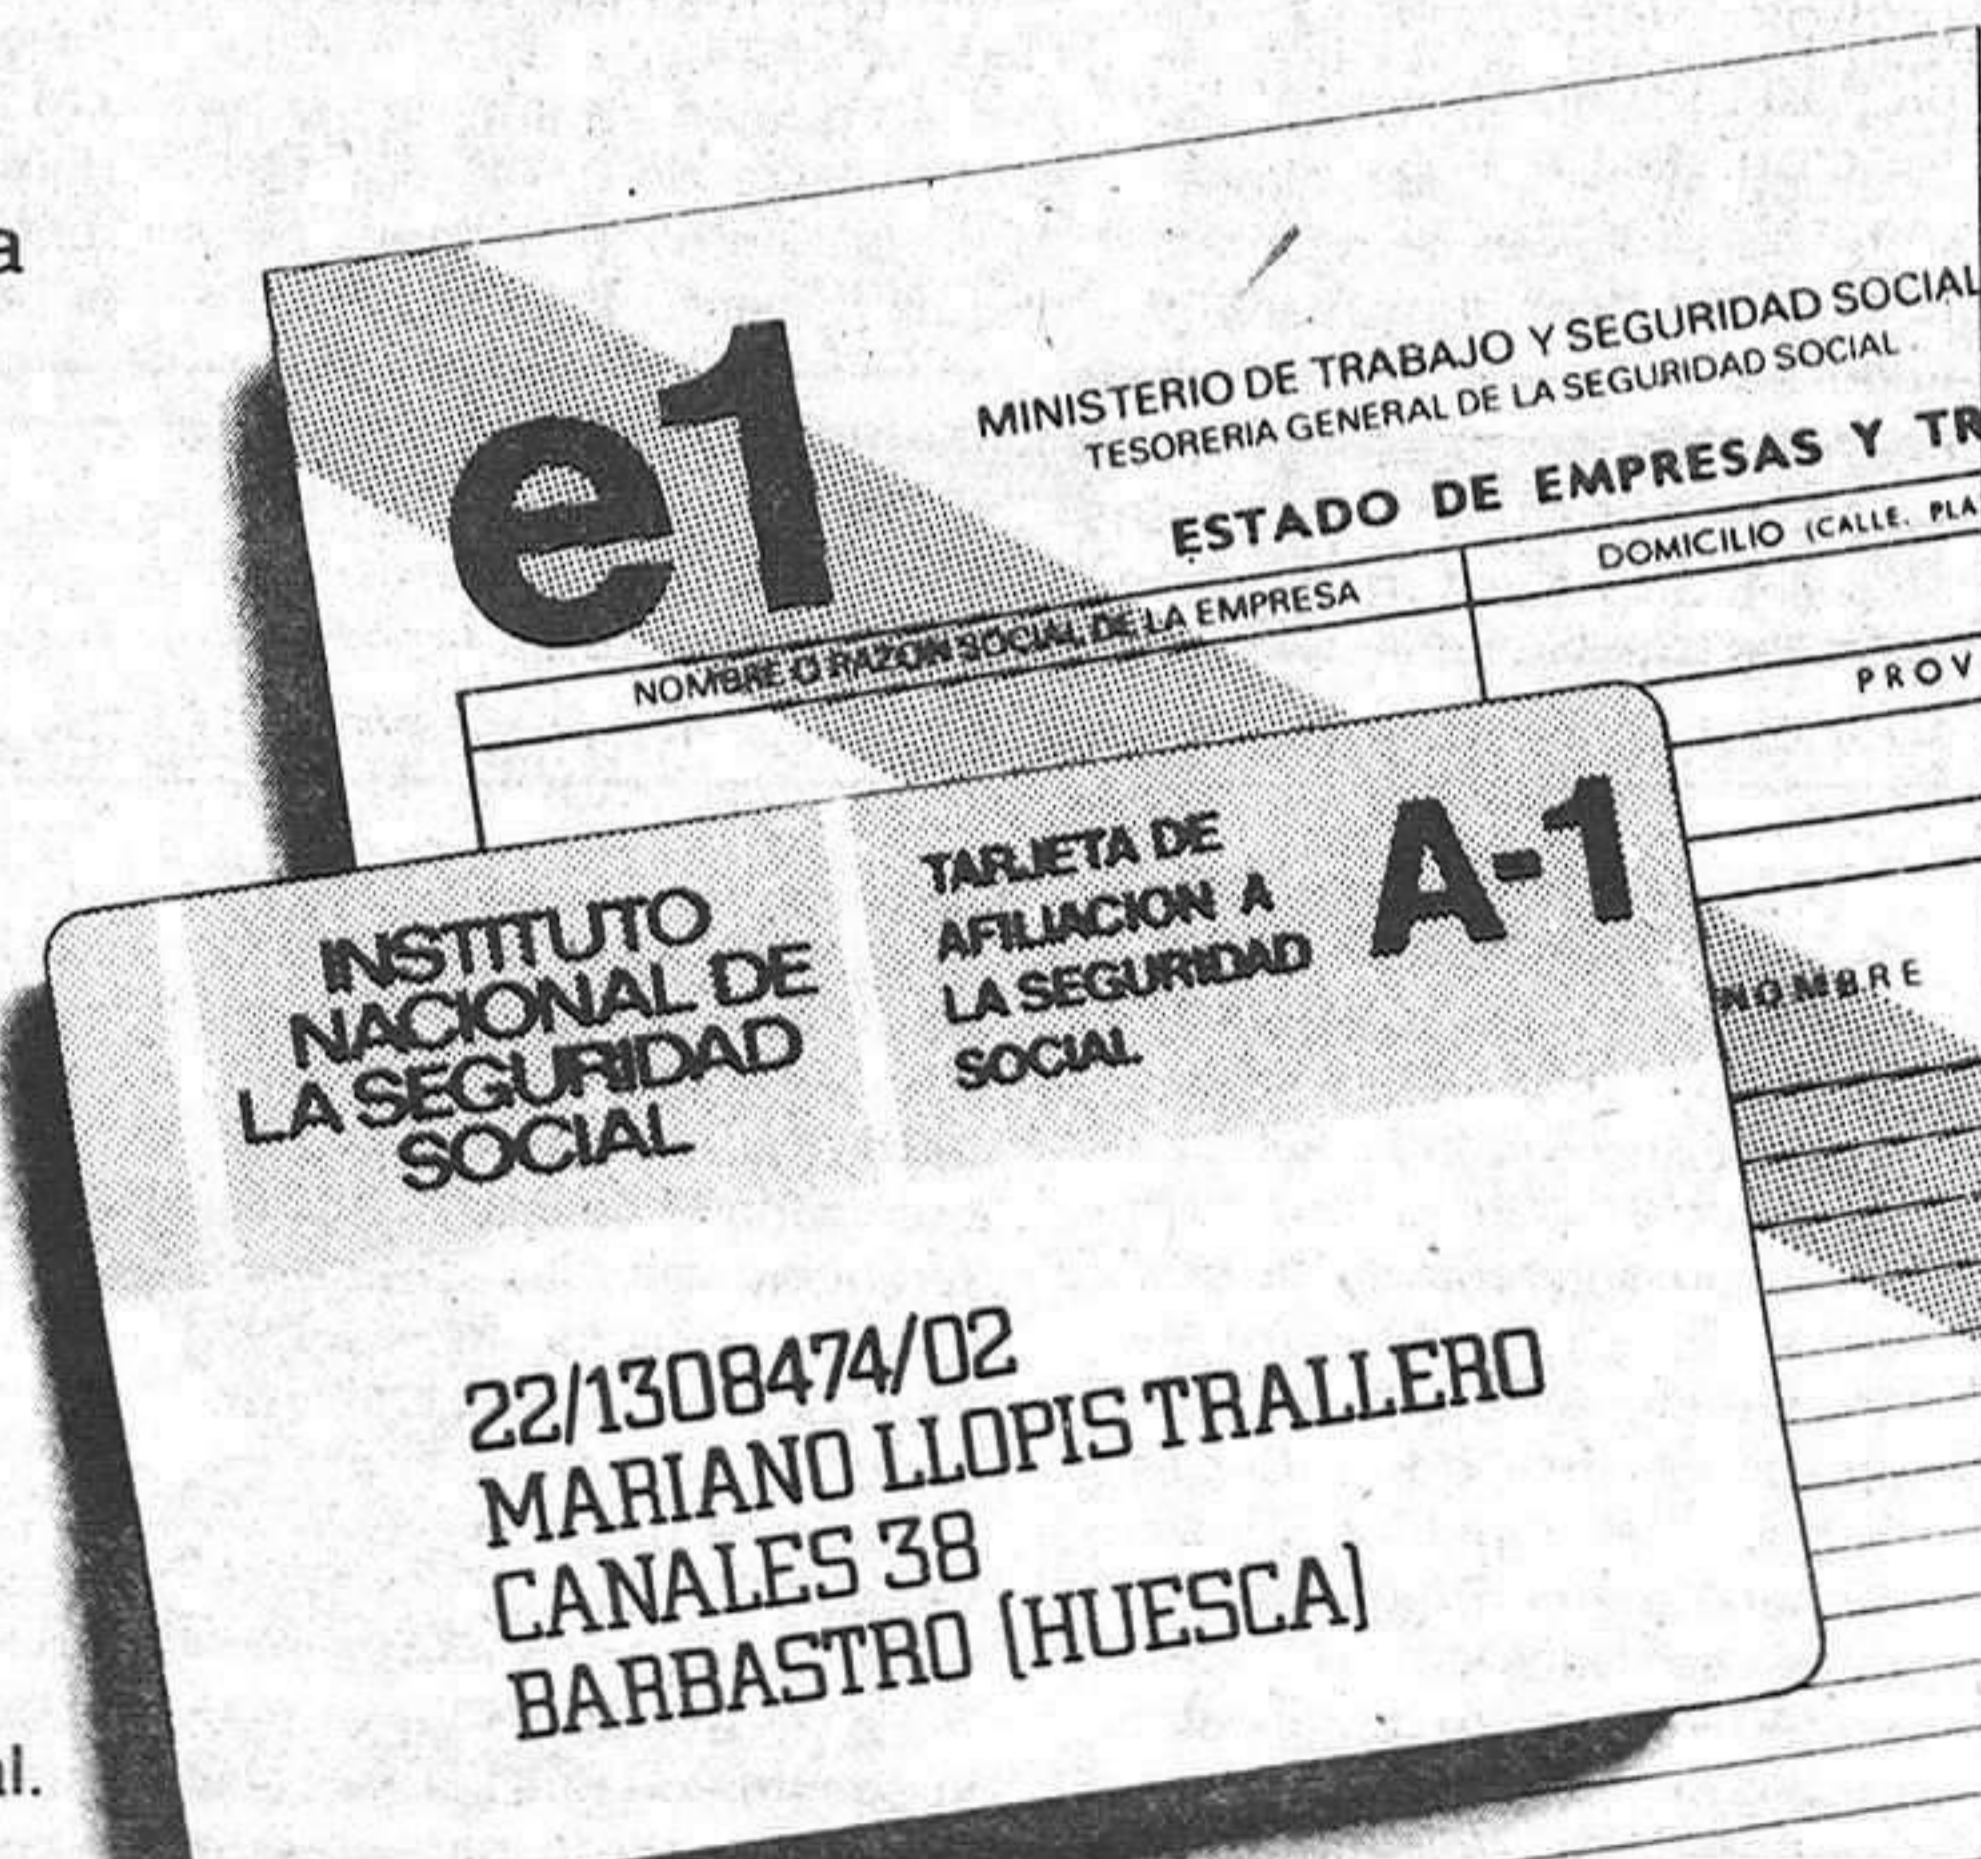 a
e1
MINISTERIO DE TRABAJO Y SEGURIDAD SOCIAL
TESORERIA GENERAL DE LA SEGURIDAD SOCIAL
ESTADO DE EMPRESAS Y TR
NOMBRE O RAZON SOCIAL DE LA EMPRESA
DOMICILIO (CALLE, PLA
PROV
NOMBRE
INSTITUTO
NACIONAL DE
LA SEGURIDAD
SOCIAL
TARJETA DE
AFILIACION A
LA SEGURIDAD
SOCIAL
A-1
22/1308474/02
MARIANO LLOPIS TRALLERO
CANALES 38
BARBASTRO (HUESCA)
al.